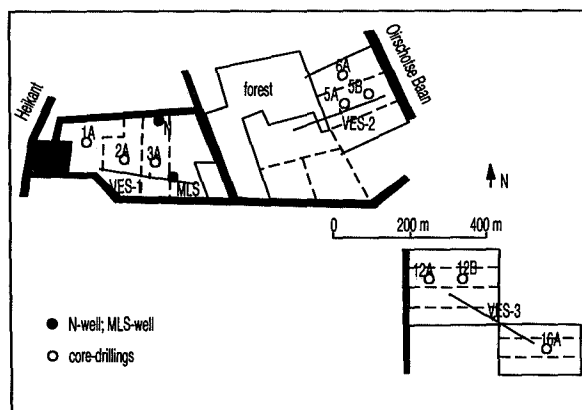 Heikant
Oirschotse Baan
forest
6A
5B
5A
VES-2
1A
2A
3A
N
VES-1
MLS
N
0 200 m 400 m
12A
12B
VES-3
16A
N-well; MLS-well
core-drillings